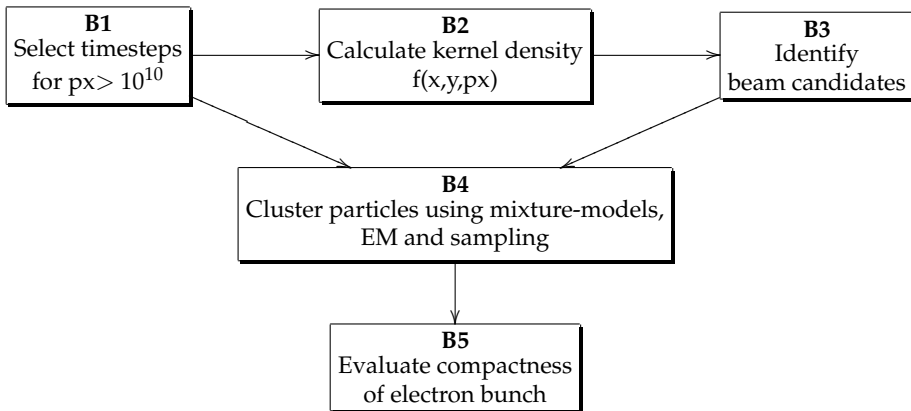 B1
Select timesteps
for px> 10^10
B2
Calculate kernel density
f(x,y,px)
B3
Identify
beam candidates
B4
Cluster particles using mixture-models,
EM and sampling
B5
Evaluate compactness
of electron bunch